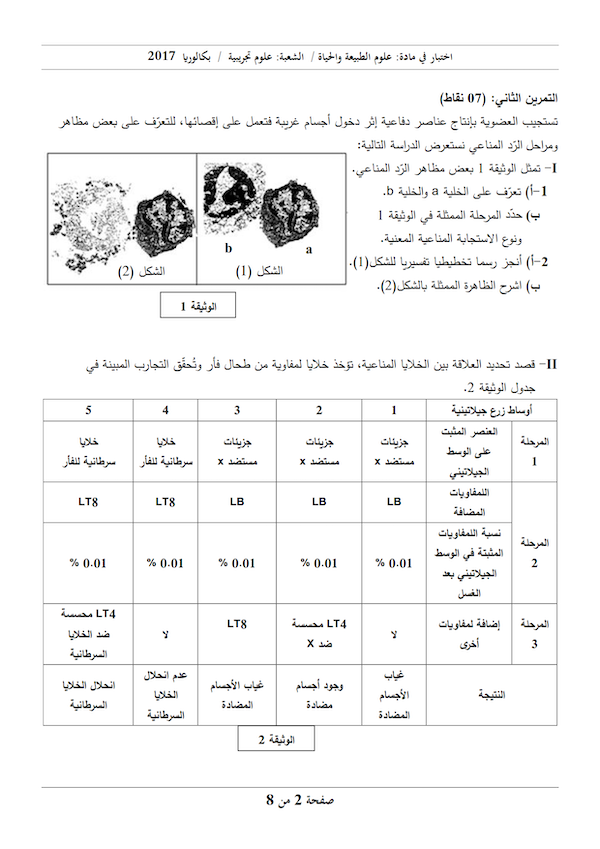 اختبار في مادة: علوم الطبيعة والحياة / الشعبة: علوم تجريبية / بكالوريا 2017
التمرين الثاني: (07 نقاط)
تستجيب العضوية بإنتاج عناصر دفاعية إثر دخول أجسام غريبة فتعمل على إقصائها، للتعرّف على بعض مظاهر
ومراحل الرّد المناعي نستعرض الدراسة التالية:
I– تمثل الوثيقة 1 بعض مظاهر الرّد المناعي.
1–أ) تعرّف على الخلية a والخلية b.
ب) حدّد المرحلة الممثلة في الوثيقة 1
ونوع الاستجابة المناعية المعنية.
2–أ) أنجز رسما تخطيطيا تفسيريا للشكل(1).
ب) اشرح الظاهرة الممثلة بالشكل(2).
b a
الشكل (1)
الشكل (2)
الوثيقة 1
II– قصد تحديد العلاقة بين الخلايا المناعية، تؤخذ خلايا لمفاوية من طحال فأر وتُحقّق التجارب المبينة في
جدول الوثيقة 2.
أوساط زرع جيلاتينية 1 2 3 4 5
المرحلة 1
العنصر المثبت على الوسط الجيلاتيني
جزيئات مستضد x
جزيئات مستضد x
جزيئات مستضد x
خلايا سرطانية للفأر
خلايا سرطانية للفأر
المرحلة 2
اللمفاويات المضافة
LB LB LB LT8 LT8
نسبة اللمفاويات المثبتة في الوسط الجيلاتيني بعد الغسل
0.01 % 0.01 % 0.01 % 0.01 % 0.01 %
المرحلة 3
إضافة لمفاويات أخرى
لا
LT4 محسسة ضد X
LT8
لا
LT4 محسسة ضد الخلايا السرطانية
النتيجة
غياب الأجسام المضادة
وجود أجسام مضادة
غياب الأجسام المضادة
عدم انحلال الخلايا السرطانية
انحلال الخلايا السرطانية
الوثيقة 2
صفحة 2 من 8